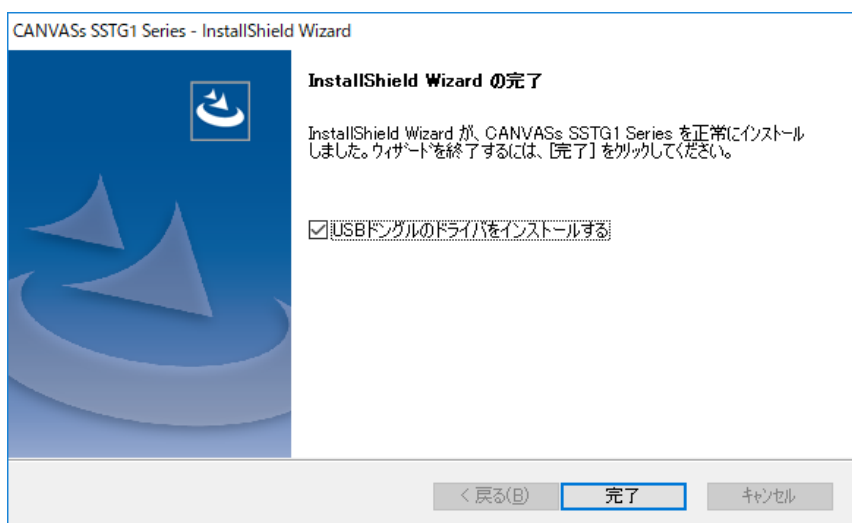 CANVASs SSTG1 Series - InstallShield Wizard
InstallShield Wizard の完了
InstallShield Wizard が、CANVASs SSTG1 Series を正常にインストール
しました。ウィザードを終了するには、[完了] をクリックしてください。
USBドングルのドライバをインストールする
< 戻る(B)
完了
キャンセル